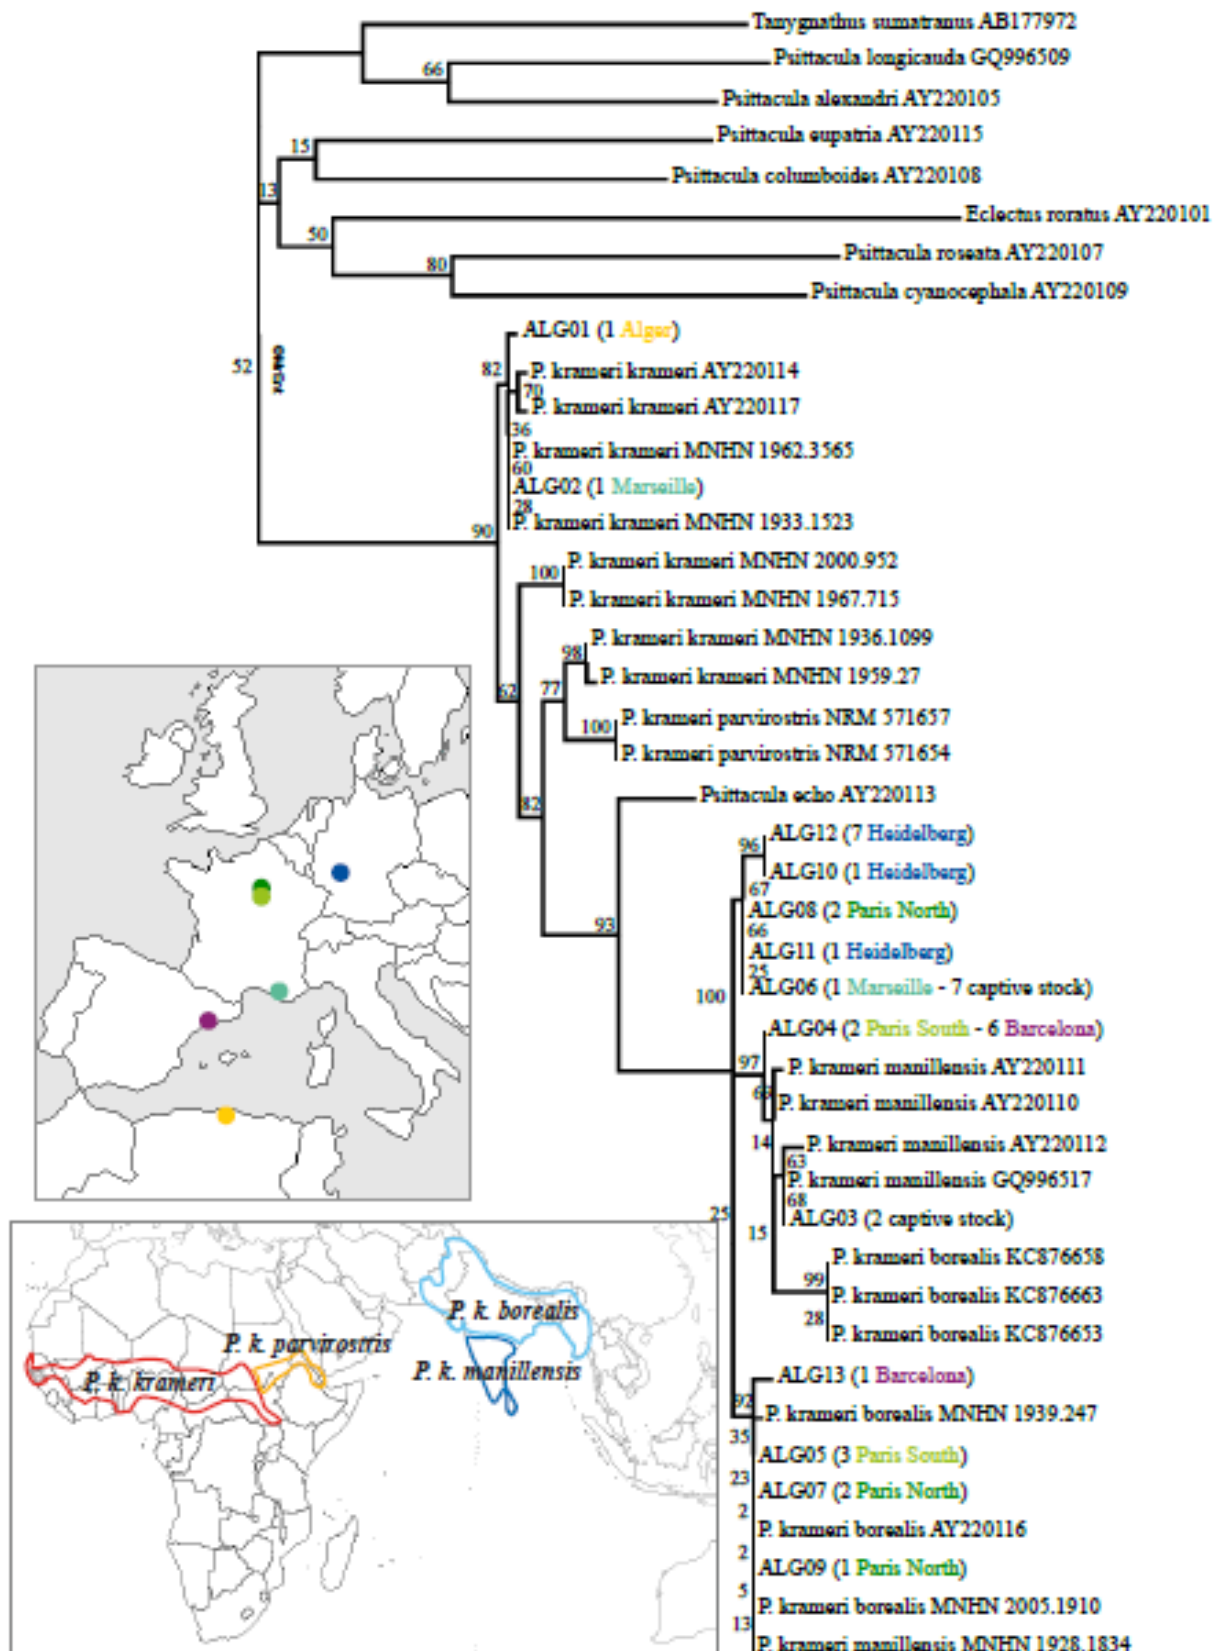 Tanygnathus sumatranus AB177972
Psittacula longicauda GQ996509
66
Psittacula alexandri AY220105
Psittacula eupatria AY220115
15
Psittacula columboides AY220108
13
Eclectus roratus AY220101
50
Psittacula roseata AY220107
80
Psittacula cyanocephala AY220109
ALG01 (1 Alger)
52
82
P. krameri krameri AY220114
70
P. krameri krameri AY220117
36
P. krameri krameri MNHN 1962.3565
60
ALG02 (1 Marseille)
28
P. krameri krameri MNHN 1933.1523
90
P. krameri krameri MNHN 2000.952
100
P. krameri krameri MNHN 1967.715
P. krameri krameri MNHN 1936.1099
98
P. krameri krameri MNHN 1959.27
62
77
P. krameri parvirostris NRM 571657
100
P. krameri parvirostris NRM 571654
Psittacula echo AY220113
82
ALG12 (7 Heidelberg)
96
ALG10 (1 Heidelberg)
67
ALG08 (2 Paris North)
93
66
ALG11 (1 Heidelberg)
25
ALG06 (1 Marseille - 7 captive stock)
100
ALG04 (2 Paris South - 6 Barcelona)
97
P. krameri manillensis AY220111
P. krameri manillensis AY220110
14
P. krameri manillensis AY220112
63
P. krameri manillensis GQ996517
68
25
ALG03 (2 captive stock)
15
P. krameri borealis KC876658
99
P. krameri borealis KC876663
28
P. krameri borealis KC876653
P. k. borealis
P. k. parvirostris
P. k. manillensis
P. k. krameri
ALG13 (1 Barcelona)
92
P. krameri borealis MNHN 1939.247
35
ALG05 (3 Paris South)
23
ALG07 (2 Paris North)
2
P. krameri borealis AY220116
2
ALG09 (1 Paris North)
5
P. krameri borealis MNHN 2005.1910
13
P. krameri manillensis MNHN 1928.1834